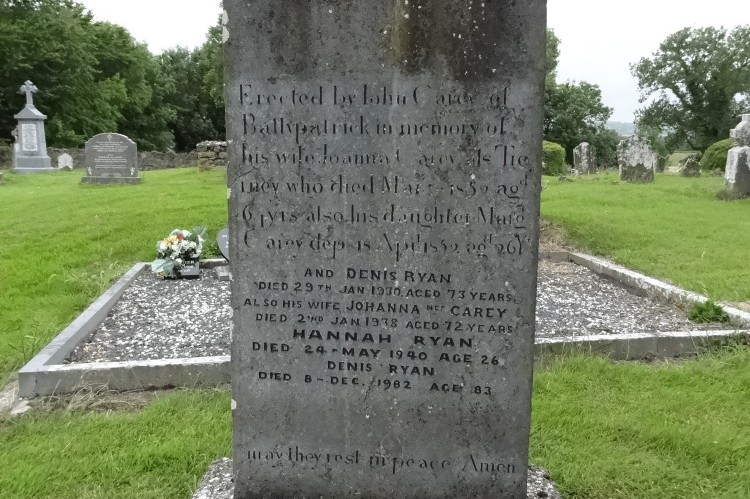 Erected by John Carey of
Ballypatrick in memory of
his wife Joanna Carey als Tie
rney who died Mar 1852 agd
64 yrs also his daughter Marg
Carey dep 18 Apl 1852 agd 26 Yrs
AND DENIS RYAN
DIED 29TH JAN 1930 AGED 73 YEARS
ALSO HIS WIFE JOHANNA NEE CAREY
DIED 2ND JAN 1938 AGED 72 YEARS
HANNAH RYAN
DIED 24-MAY 1940 AGE 26
DENIS RYAN
DIED 8-DEC. 1982 AGE 83
may they rest in peace Amen